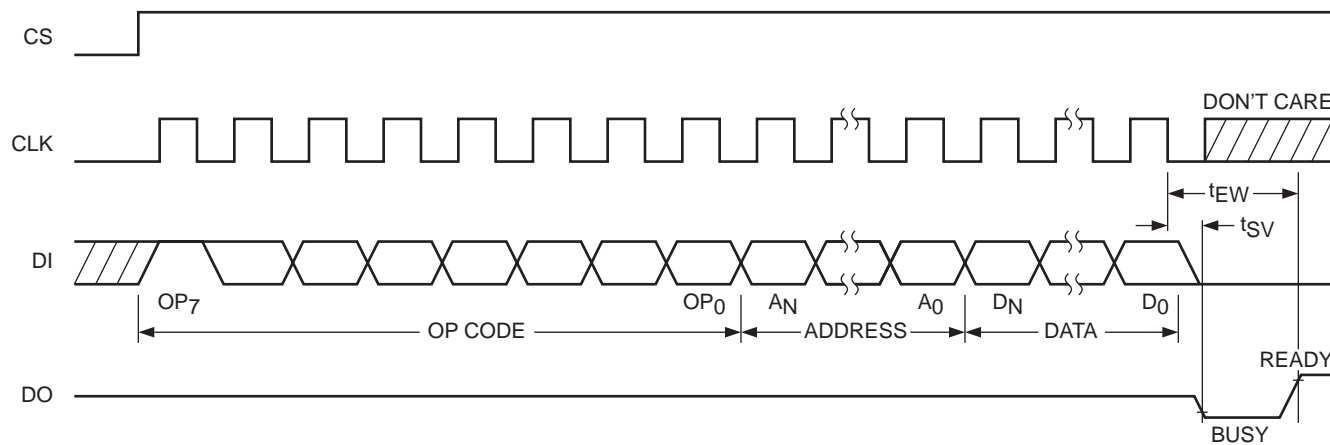 CS
DON'T CARE
CLK
tEW
tSV
DI
OP7 OP0 AN A0 DN D0
OP CODE ADDRESS DATA
READY
DO
BUSY